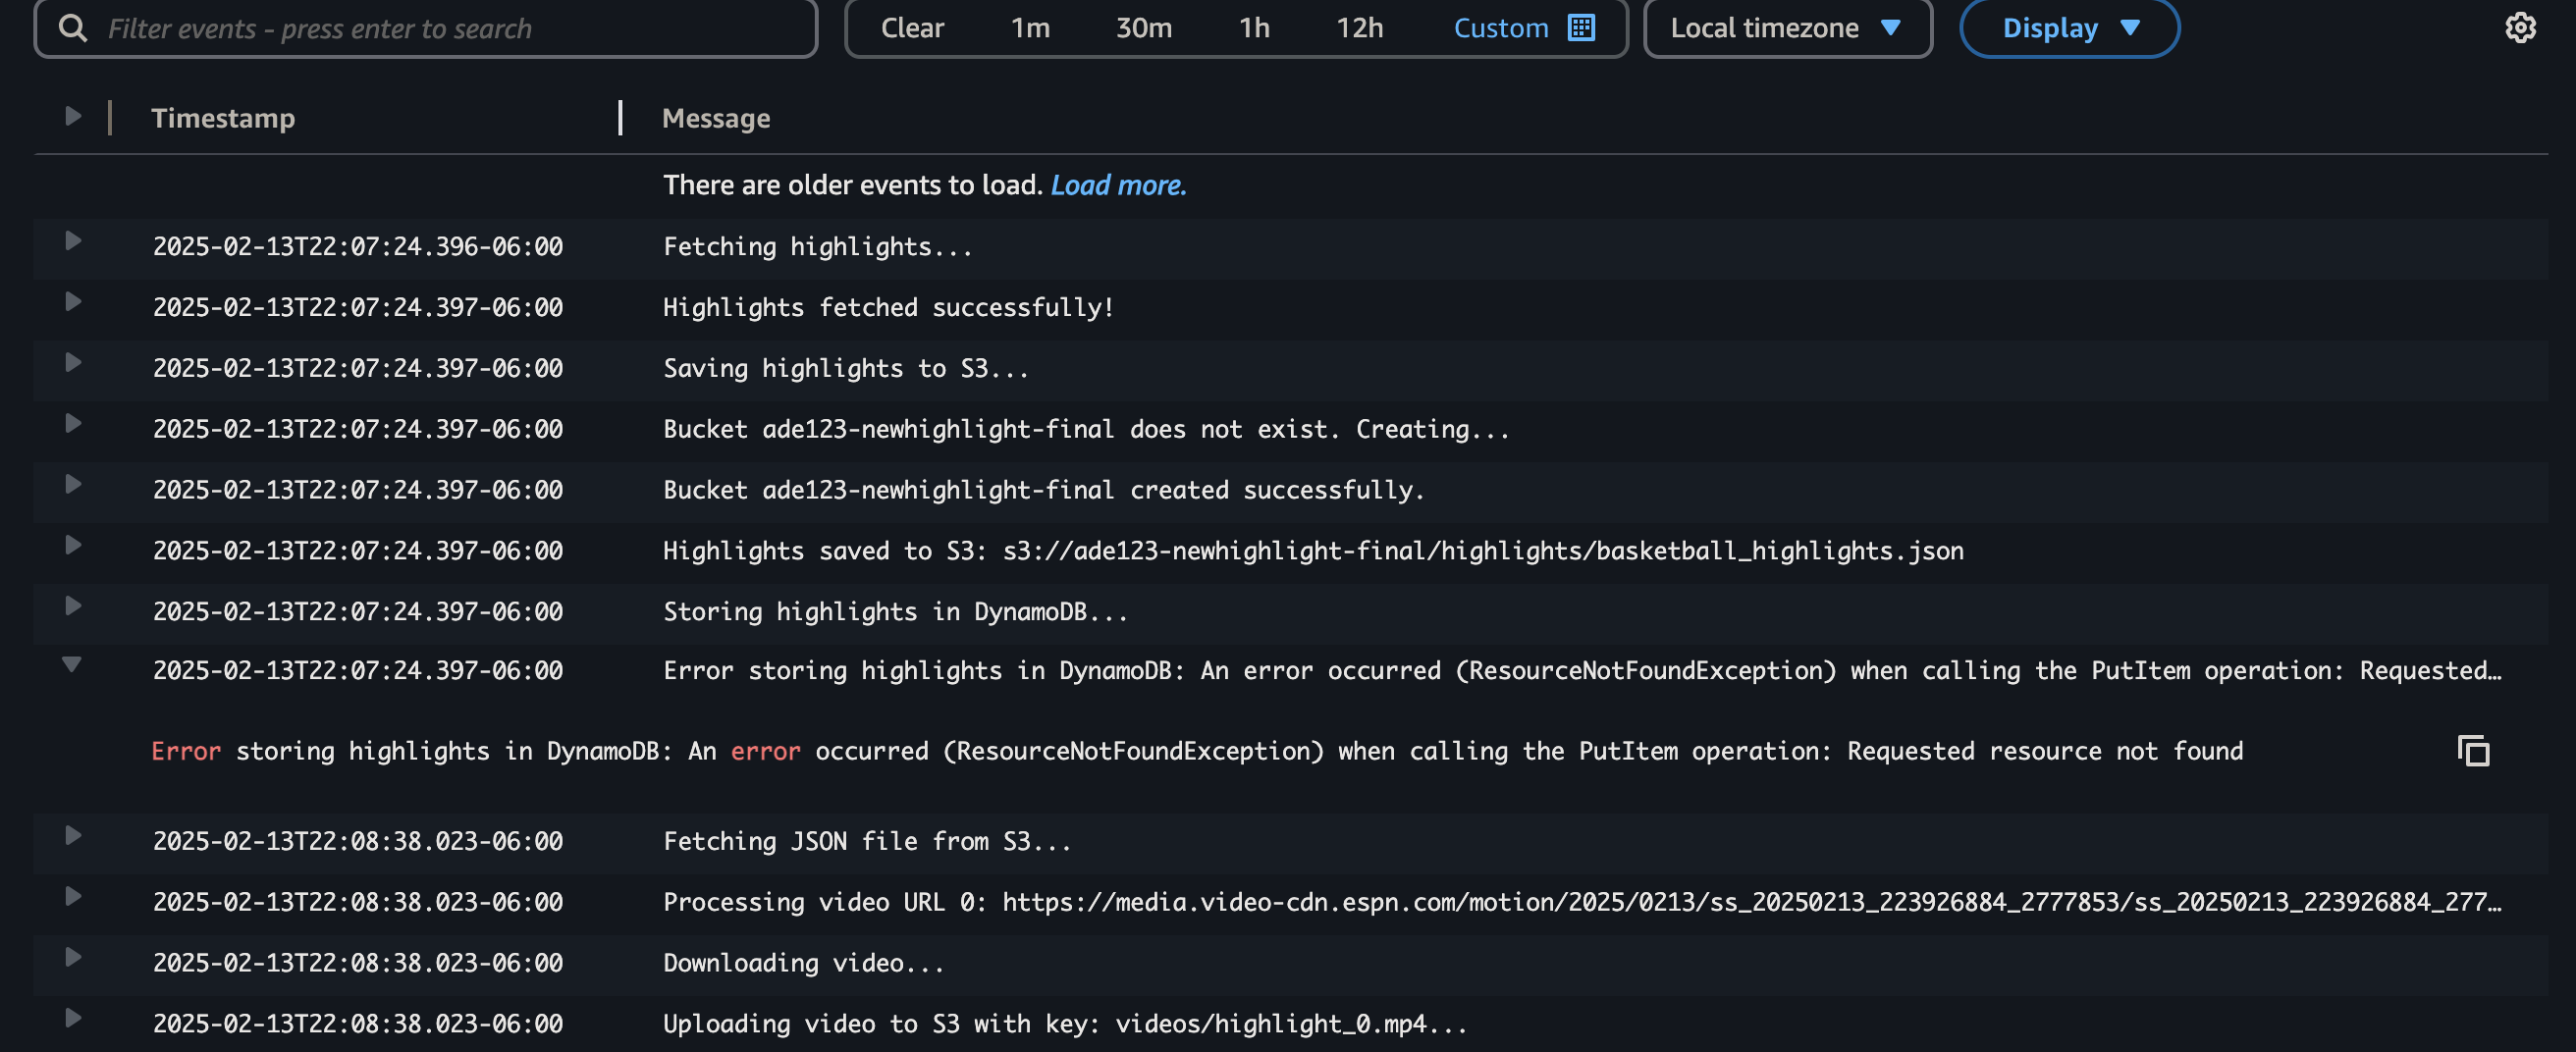 Filter events - press enter to search
Clear 1m 30m 1h 12h Custom Local timezone Display
Timestamp Message
There are older events to load. Load more.
2025-02-13T22:07:24.396-06:00 Fetching highlights...
2025-02-13T22:07:24.397-06:00 Highlights fetched successfully!
2025-02-13T22:07:24.397-06:00 Saving highlights to S3...
2025-02-13T22:07:24.397-06:00 Bucket ade123-newhighlight-final does not exist. Creating...
2025-02-13T22:07:24.397-06:00 Bucket ade123-newhighlight-final created successfully.
2025-02-13T22:07:24.397-06:00 Highlights saved to S3: s3://ade123-newhighlight-final/highlights/basketball_highlights.json
2025-02-13T22:07:24.397-06:00 Storing highlights in DynamoDB...
2025-02-13T22:07:24.397-06:00 Error storing highlights in DynamoDB: An error occurred (ResourceNotFoundException) when calling the PutItem operation: Requested…
Error storing highlights in DynamoDB: An error occurred (ResourceNotFoundException) when calling the PutItem operation: Requested resource not found
2025-02-13T22:08:38.023-06:00 Fetching JSON file from S3...
2025-02-13T22:08:38.023-06:00 Processing video URL 0: https://media.video-cdn.espn.com/motion/2025/0213/ss_20250213_223926884_2777853/ss_20250213_223926884_277…
2025-02-13T22:08:38.023-06:00 Downloading video...
2025-02-13T22:08:38.023-06:00 Uploading video to S3 with key: videos/highlight_0.mp4...